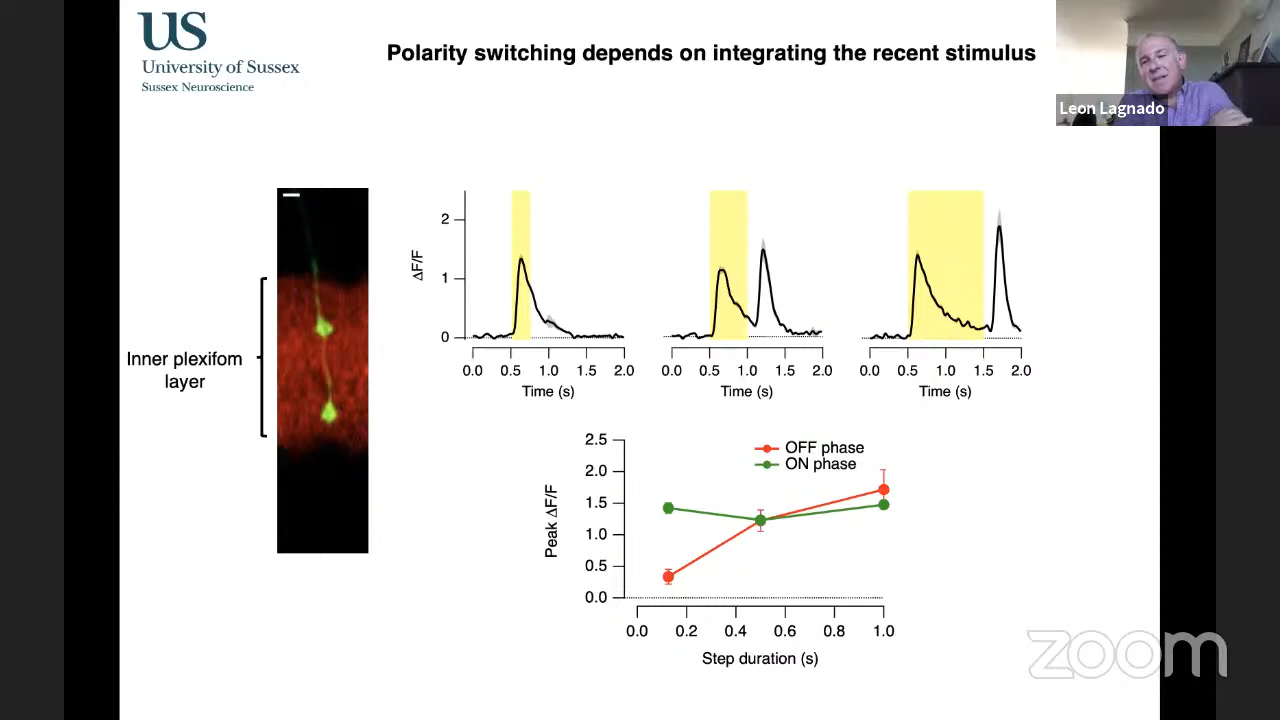 US
University of Sussex
Sussex Neuroscience
Polarity switching depends on integrating the recent stimulus
Leon Lagnado
Inner plexifom
layer
ΔF/F
2
1
0
0.0 0.5 1.0 1.5 2.0
Time (s)
0.0 0.5 1.0 1.5 2.0
Time (s)
0.0 0.5 1.0 1.5 2.0
Time (s)
OFF phase
ON phase
Peak ΔF/F
2.5
2.0
1.5
1.0
0.5
0.0
0.0 0.2 0.4 0.6 0.8 1.0
Step duration (s)
zoom